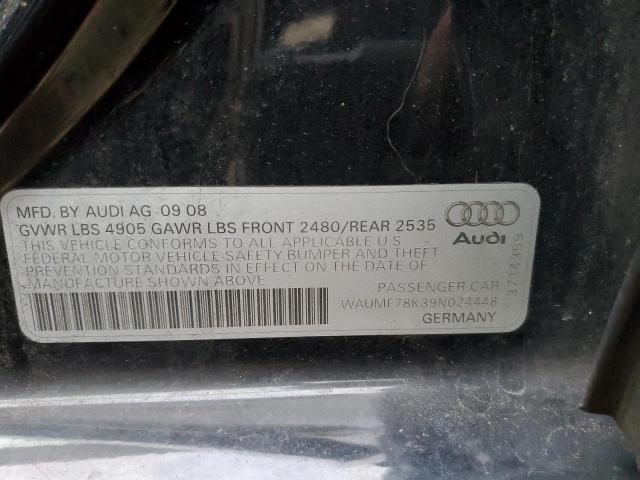 MFD. BY AUDI AG 09 08
GVWR LBS 4905 GAWR LBS FRONT 2480/REAR 2535
THIS VEHICLE CONFORMS TO ALL APPLICABLE U S
FEDERAL MOTOR VEHICLE SAFETY BUMPER AND THEFT
PREVENTION STANDARDS IN EFFECT ON THE DATE OF
MANUFACTURE SHOWN ABOVE
PASSENGER CAR
WAUMF78K39N024448
GERMANY
Audi
3714359